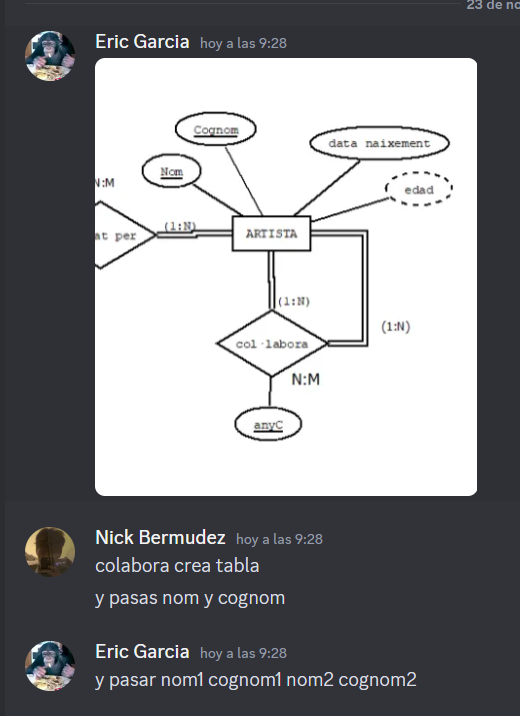 23 de no
Eric Garcia hoy a las 9:28
Cognom
data naixement
Nom
edad
N:M
at per
(1:N)
ARTISTA
(1:N)
(1:N)
col·labora
N:M
anyC
Nick Bermudez hoy a las 9:28
colabora crea tabla
y pasas nom y cognom
Eric Garcia hoy a las 9:28
y pasar nom1 cognom1 nom2 cognom2